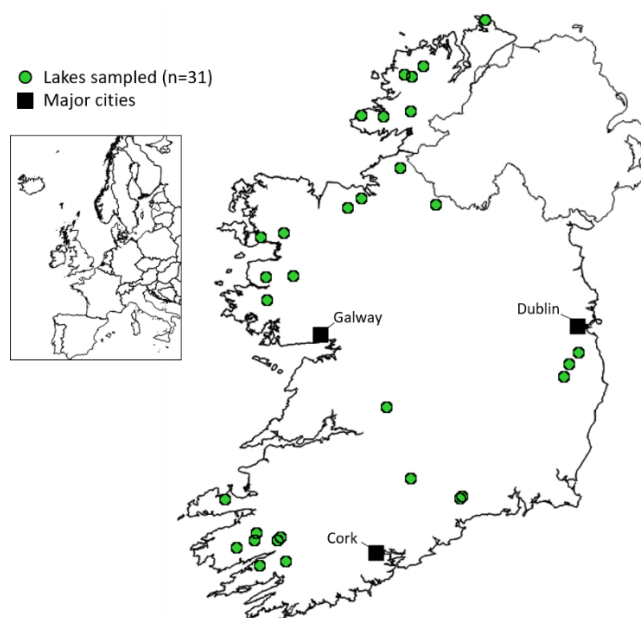 Lakes sampled (n=31)
Major cities
Galway
Dublin
Cork